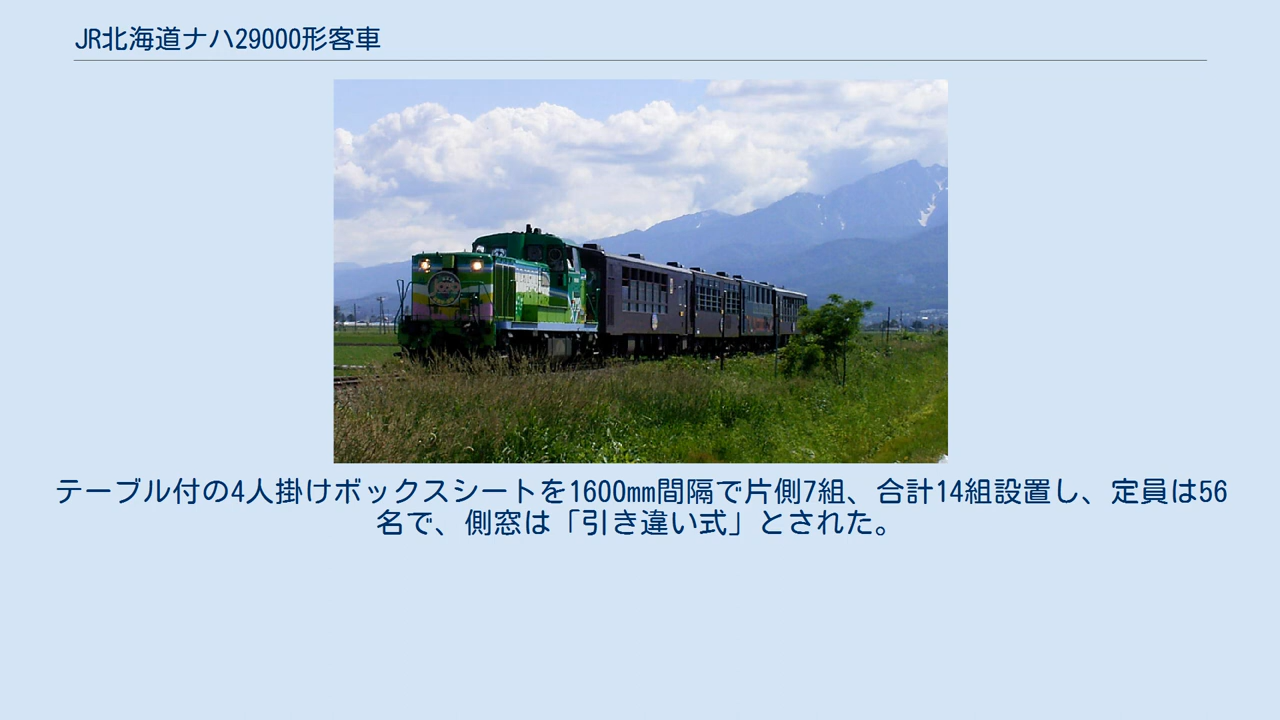 JR北海道ナハ29000形客車
テーブル付の4人掛けボックスシートを1600mm間隔で片側7組、合計14組設置し、定員は56
名で、側窓は「引き違い式」とされた。